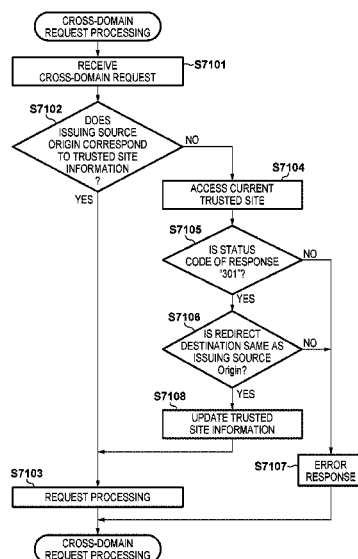 CROSS-DOMAIN
REQUEST PROCESSING
RECEIVE
CROSS-DOMAIN REQUEST
S7101
S7102
DOES
ISSUING SOURCE
ORIGIN CORRESPOND
TO TRUSTED SITE
INFORMATION
?
NO
YES
S7104
ACCESS CURRENT
TRUSTED SITE
S7105
IS STATUS
CODE OF RESPONSE
"301"?
NO
YES
S7106
IS REDIRECT
DESTINATION SAME AS
ISSUING SOURCE
Origin?
NO
YES
S7108
UPDATE TRUSTED
SITE INFORMATION
S7103
REQUEST PROCESSING
S7107
ERROR
RESPONSE
CROSS-DOMAIN
REQUEST PROCESSING